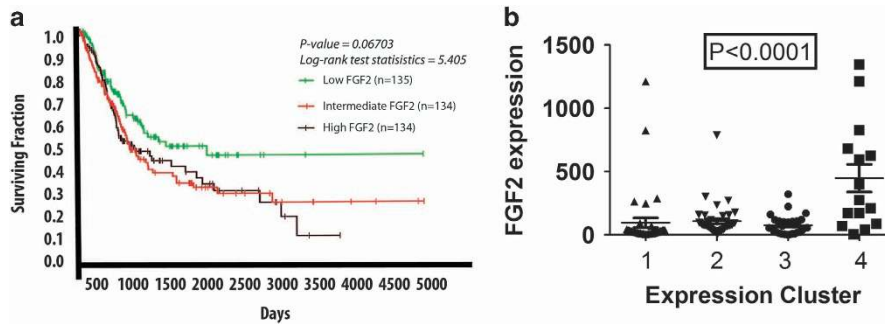 a
P-value = 0.06703
Log-rank test statisistics = 5.405
Low FGF2 (n=135)
Intermediate FGF2 (n=134)
High FGF2 (n=134)
Surviving Fraction
1.0
0.9
0.8
0.7
0.6
0.5
0.4
0.3
0.2
0.1
0.0
500 1000 1500 2000 2500 3000 3500 4000 4500 5000
Days
b
P<0.0001
FGF2 expression
1500
1000
500
0
1 2 3 4
Expression Cluster